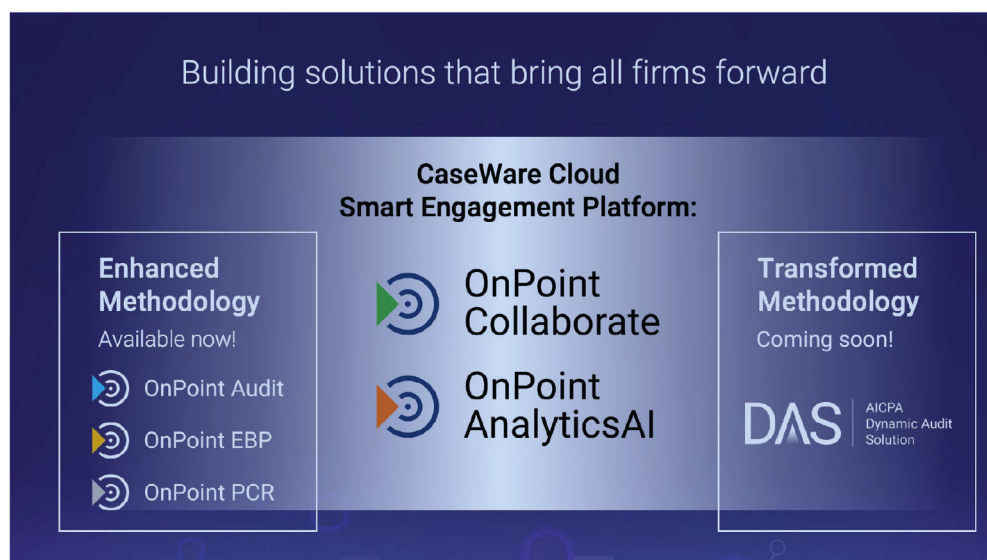 Building solutions that bring all firms forward
CaseWare Cloud
Smart Engagement Platform:
Enhanced
Methodology
Available now!
OnPoint Audit
OnPoint EBP
OnPoint PCR
OnPoint
Collaborate
OnPoint
AnalyticsAI
Transformed
Methodology
Coming soon!
DAS
AICPA
Dynamic Audit
Solution